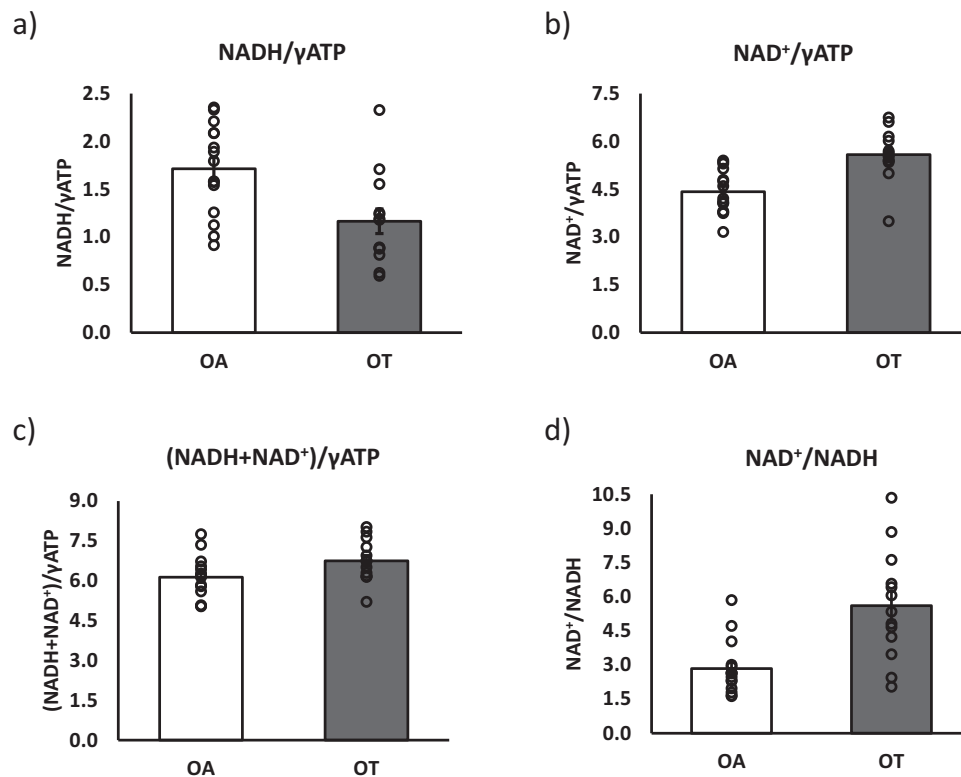 a)
NADH/γATP
NADH/γATP
2.5
2.0
1.5
1.0
0.5
0.0
OA OT
b)
NAD⁺/γATP
NAD⁺/γATP
7.5
6.0
4.5
3.0
1.5
0.0
OA OT
c)
(NADH+NAD⁺)/γATP
(NADH+NAD⁺)/γATP
9.0
7.5
6.0
4.5
3.0
1.5
0.0
OA OT
d)
NAD⁺/NADH
NAD⁺/NADH
10.5
9.0
7.5
6.0
4.5
3.0
1.5
0.0
OA OT